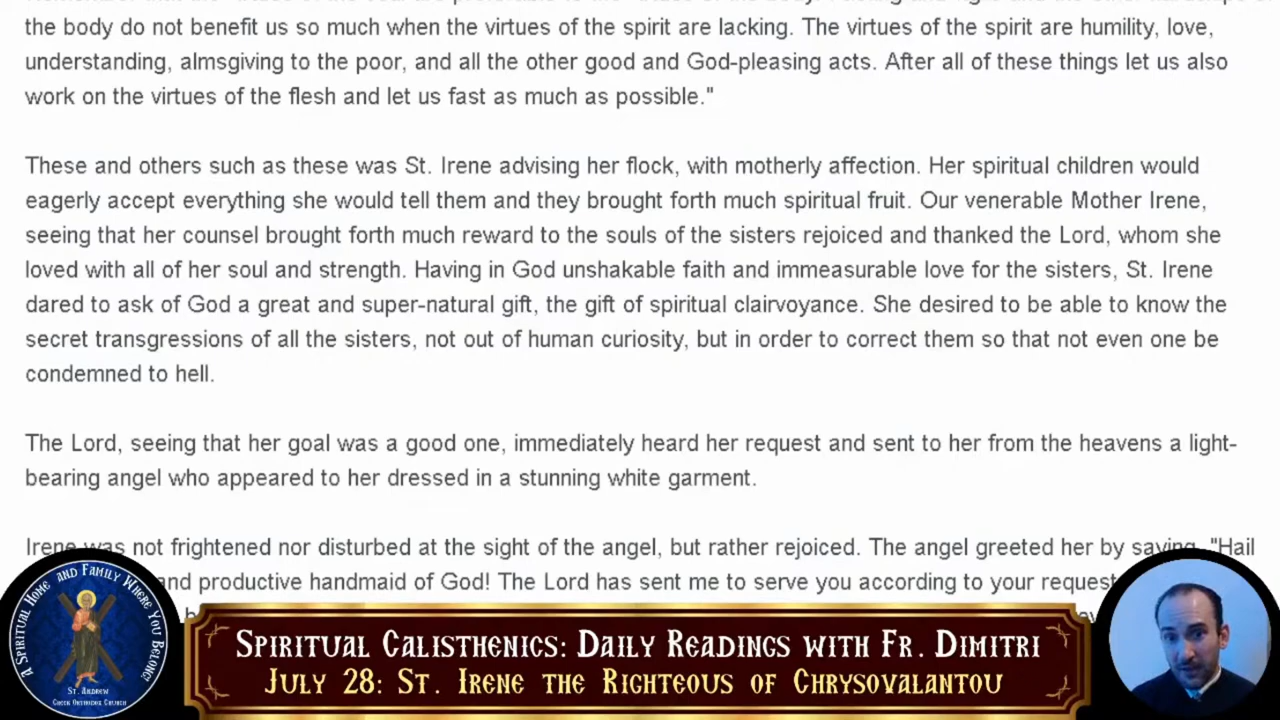 the body do not benefit us so much when the virtues of the spirit are lacking. The virtues of the spirit are humility, love,
understanding, almsgiving to the poor, and all the other good and God-pleasing acts. After all of these things let us also
work on the virtues of the flesh and let us fast as much as possible."
These and others such as these was St. Irene advising her flock, with motherly affection. Her spiritual children would
eagerly accept everything she would tell them and they brought forth much spiritual fruit. Our venerable Mother Irene,
seeing that her counsel brought forth much reward to the souls of the sisters rejoiced and thanked the Lord, whom she
loved with all of her soul and strength. Having in God unshakable faith and immeasurable love for the sisters, St. Irene
dared to ask of God a great and super-natural gift, the gift of spiritual clairvoyance. She desired to be able to know the
secret transgressions of all the sisters, not out of human curiosity, but in order to correct them so that not even one be
condemned to hell.
The Lord, seeing that her goal was a good one, immediately heard her request and sent to her from the heavens a light-
bearing angel who appeared to her dressed in a stunning white garment.
Irene was not frightened nor disturbed at the sight of the angel, but rather rejoiced. The angel greeted her by saying, "Hail
and productive handmaid of God! The Lord has sent me to serve you according to your request
A Spiritual Home and Family Where You Belong!
St. Andrew
Greek Orthodox Church
Spiritual Calisthenics: Daily Readings with Fr. Dimitri
July 28: St. Irene the Righteous of Chrysovalantou